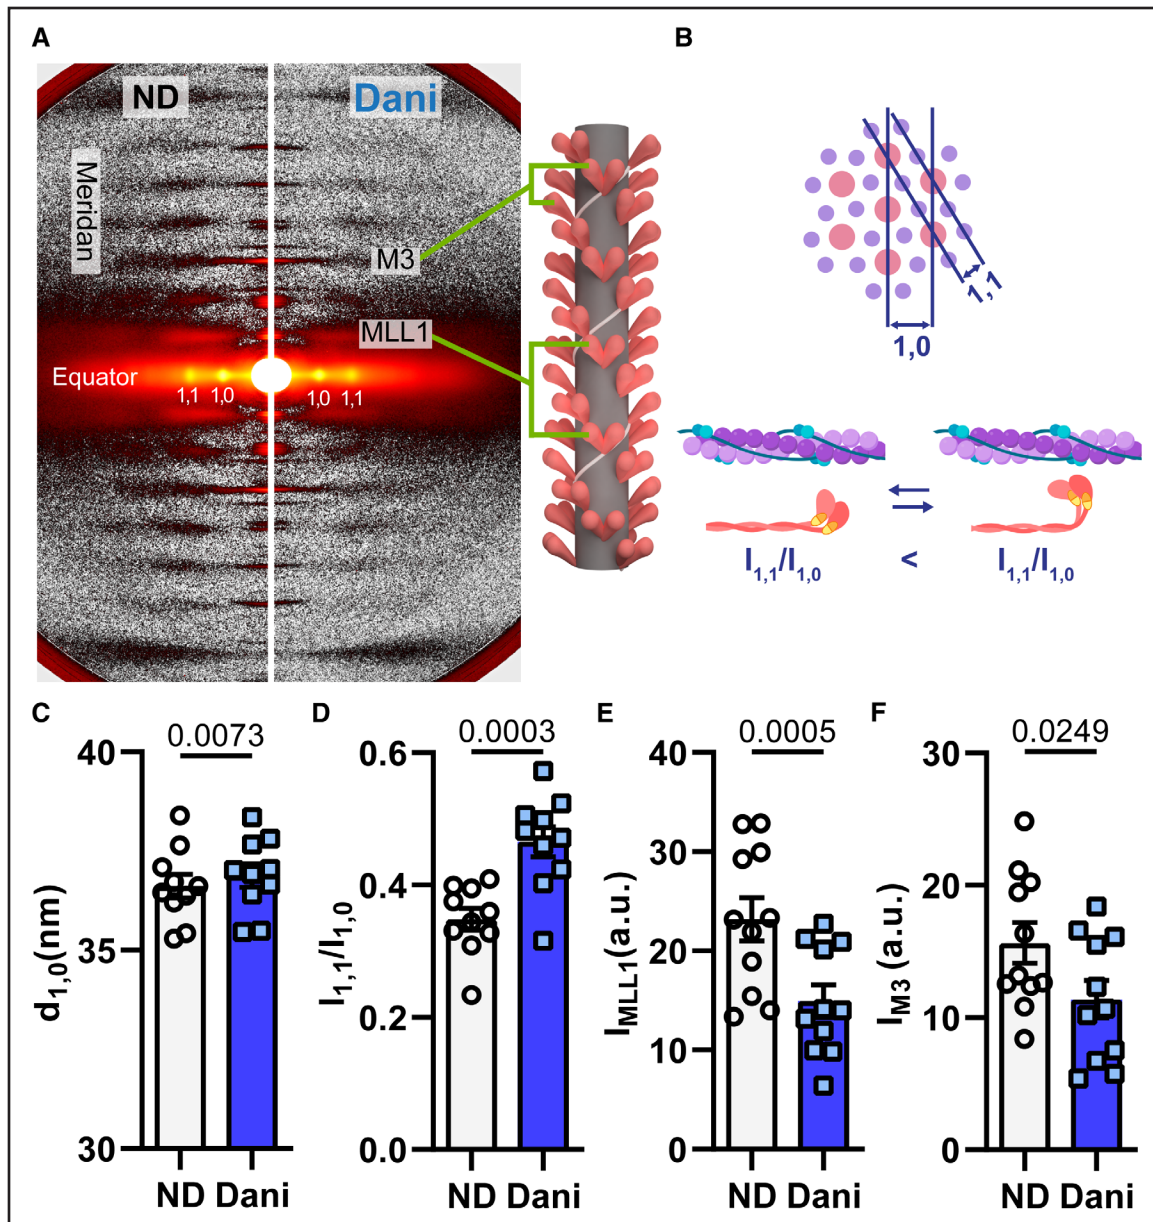 A
ND
Dani
Meridan
M3
MLL1
Equator
1,1
1,0
1,0
1,1
B
1,1
1,0
I1,1/I1,0
<
I1,1/I1,0
C
0.0073
40
35
30
d1,0(nm)
ND Dani
D
0.0003
0.6
0.4
0.2
0.0
I1,1/I1,0
ND Dani
E
0.0005
40
30
20
10
0
IMLL1(a.u.)
ND Dani
F
0.0249
30
20
10
0
IM3 (a.u.)
ND Dani